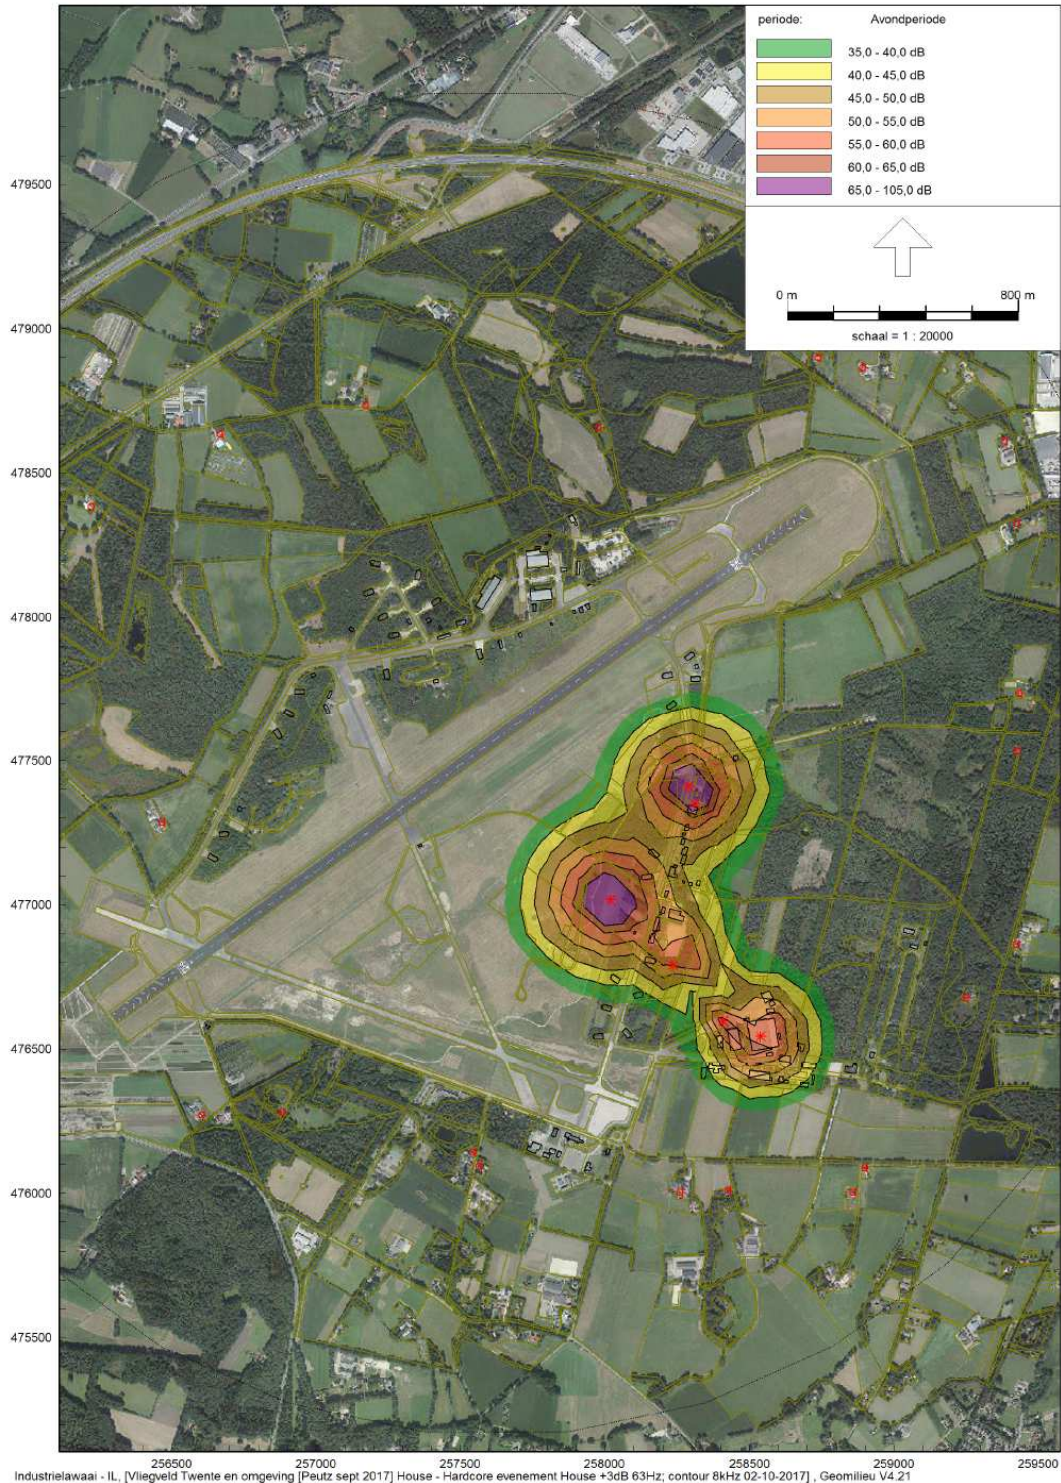 periode: Avondperiode
35,0 - 40,0 dB
40,0 - 45,0 dB
45,0 - 50,0 dB
50,0 - 55,0 dB
55,0 - 60,0 dB
60,0 - 65,0 dB
65,0 - 105,0 dB
0 m 800 m
schaal = 1 : 20000
479500
479000
478500
478000
477500
477000
476500
476000
475500
256500 257000 257500 258000 258500 259000 259500
Industrielawaai - IL, [Vliegveld Twente en omgeving [Peutz sept 2017] House - Hardcore evenement House +3dB 63Hz; contour 8kHz 02-10-2017] , Geomilieu V4.21